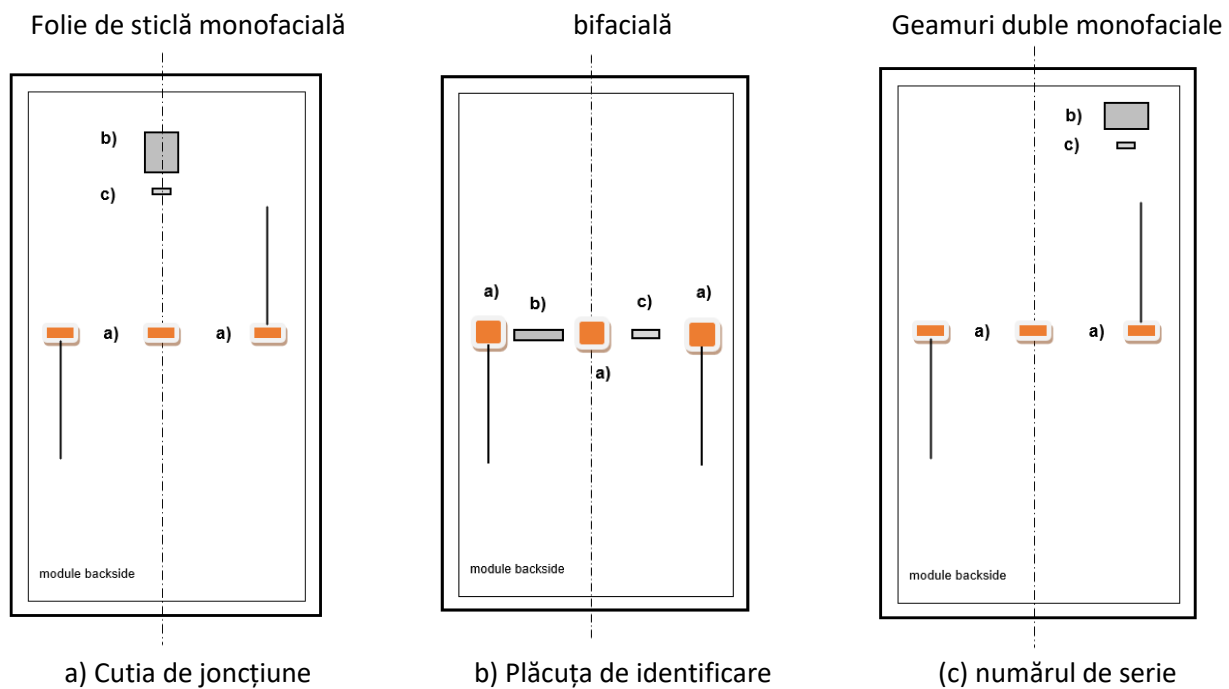 Folie de sticlă monofacială
bifacială
Geamuri duble monofaciale
b)
c)
a)
a)
module backside
a)
b)
c)
a)
a)
module backside
b)
c)
a)
a)
module backside
a) Cutia de joncțiune
b) Plăcuța de identificare
(c) numărul de serie